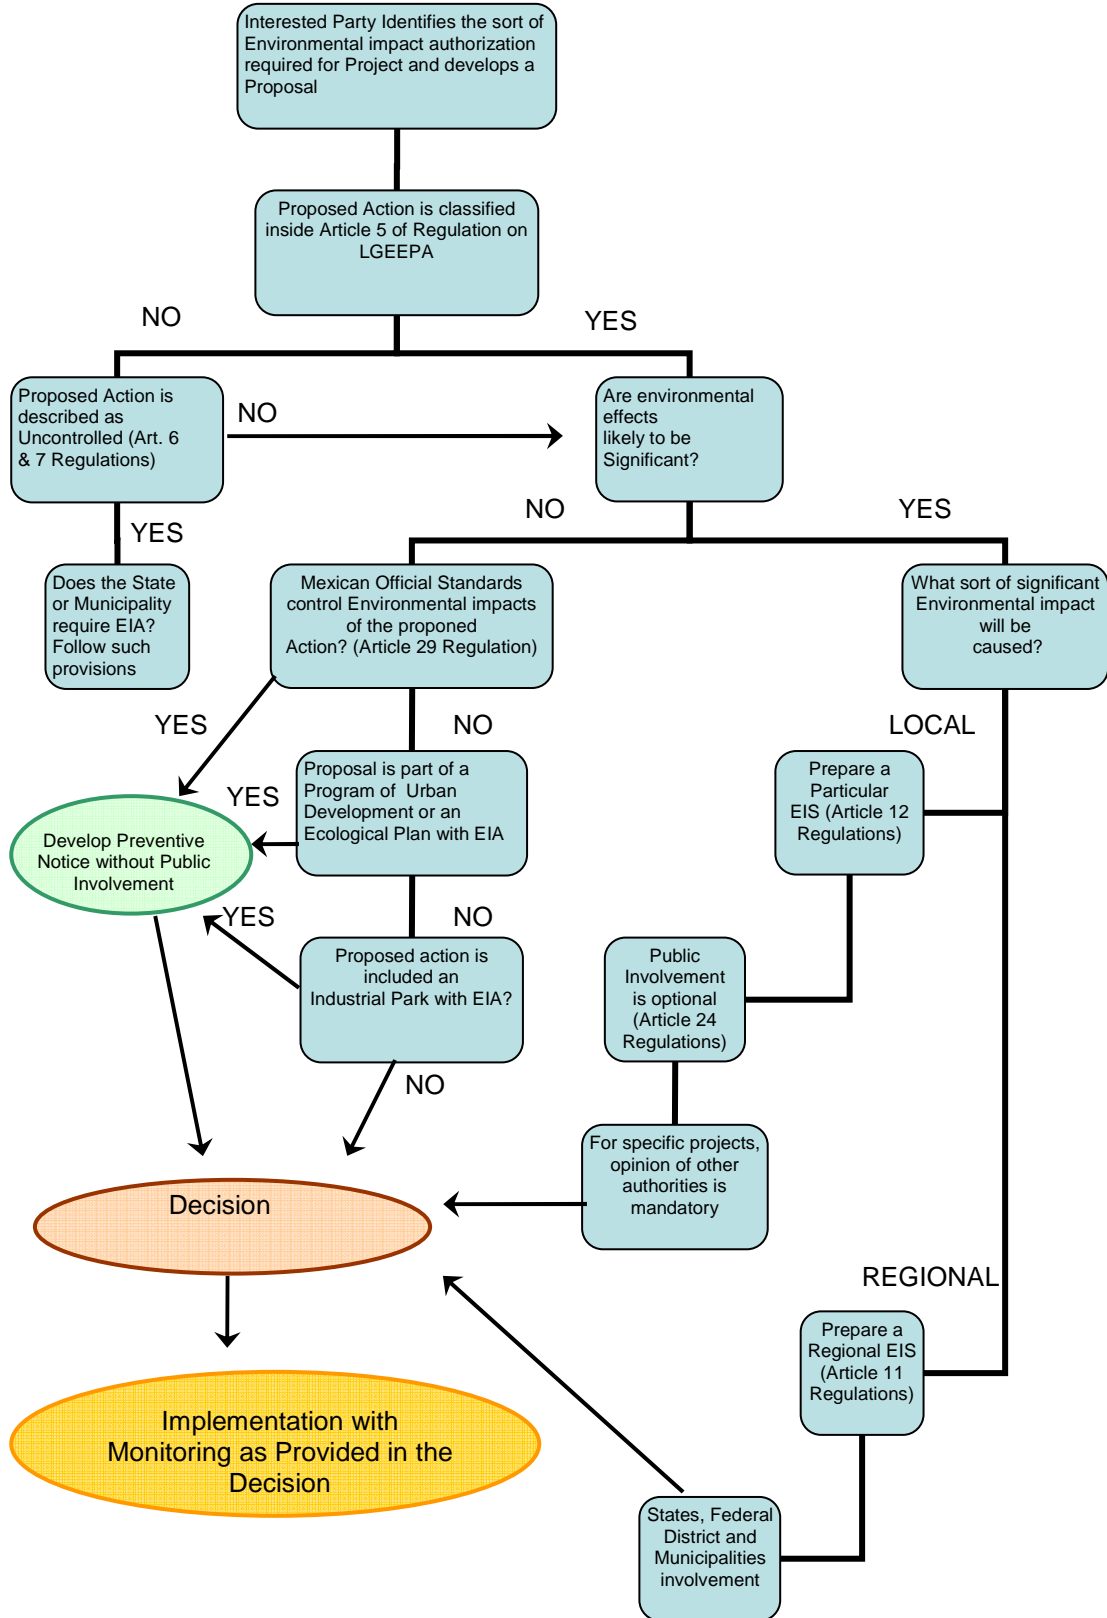 Interested Party Identifies the sort of
Environmental impact authorization
required for Project and develops a
Proposal
Proposed Action is classified
inside Article 5 of Regulation on
LGEEPA
NO
YES
Proposed Action is
described as
Uncontrolled (Art. 6
& 7 Regulations)
NO
Are environmental
effects
likely to be
Significant?
YES
NO
YES
Does the State
or Municipality
require EIA?
Follow such
provisions
Mexican Official Standards
control Environmental impacts
of the proposed
Action? (Article 29 Regulation)
What sort of significant
Environmental impact
will be
caused?
YES
NO
LOCAL
Proposal is part of a
Program of Urban
Development or an
Ecological Plan with EIA
YES
Prepare a
Particular
EIS (Article 12
Regulations)
Develop Preventive
Notice without Public
Involvement
YES
NO
Proposed action is
included an
Industrial Park with EIA?
Public
Involvement
is optional
(Article 24
Regulations)
NO
For specific projects,
opinion of other
authorities is
mandatory
Decision
REGIONAL
Prepare a
Regional EIS
(Article 11
Regulations)
Implementation with
Monitoring as Provided in the
Decision
States, Federal
District and
Municipalities
involvement